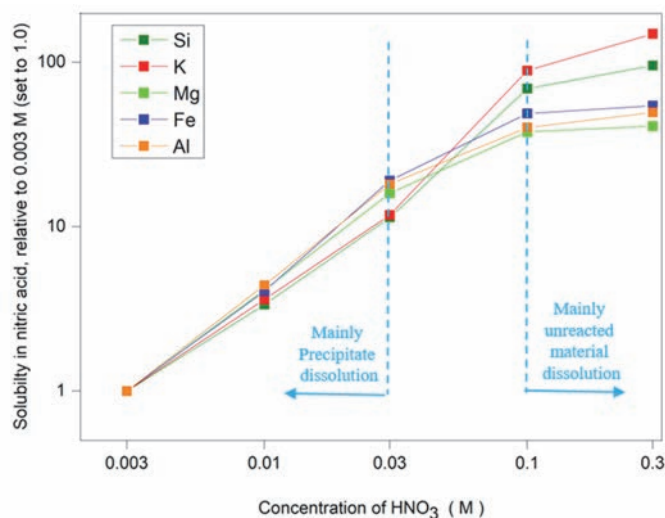 Solubilty in nitric acid, relative to 0.003 M (set to 1.0)
100
10
1
Si
K
Mg
Fe
Al
Mainly
Precipitate
dissolution
Mainly
unreacted
material
dissolution
0.003
0.01
0.03
0.1
0.3
Concentration of HNO3 ( M )